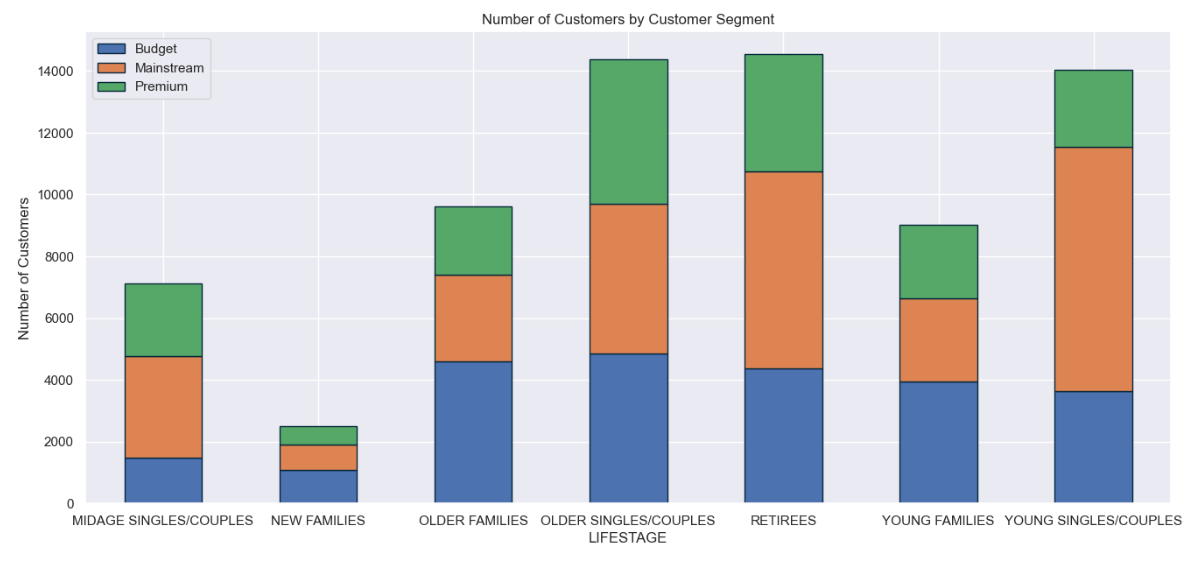 Number of Customers by Customer Segment
Budget
Mainstream
Premium
Number of Customers
14000
12000
10000
8000
6000
4000
2000
0
MIDAGE SINGLES/COUPLES NEW FAMILIES OLDER FAMILIES OLDER SINGLES/COUPLES RETIREES YOUNG FAMILIES YOUNG SINGLES/COUPLES
LIFESTAGE